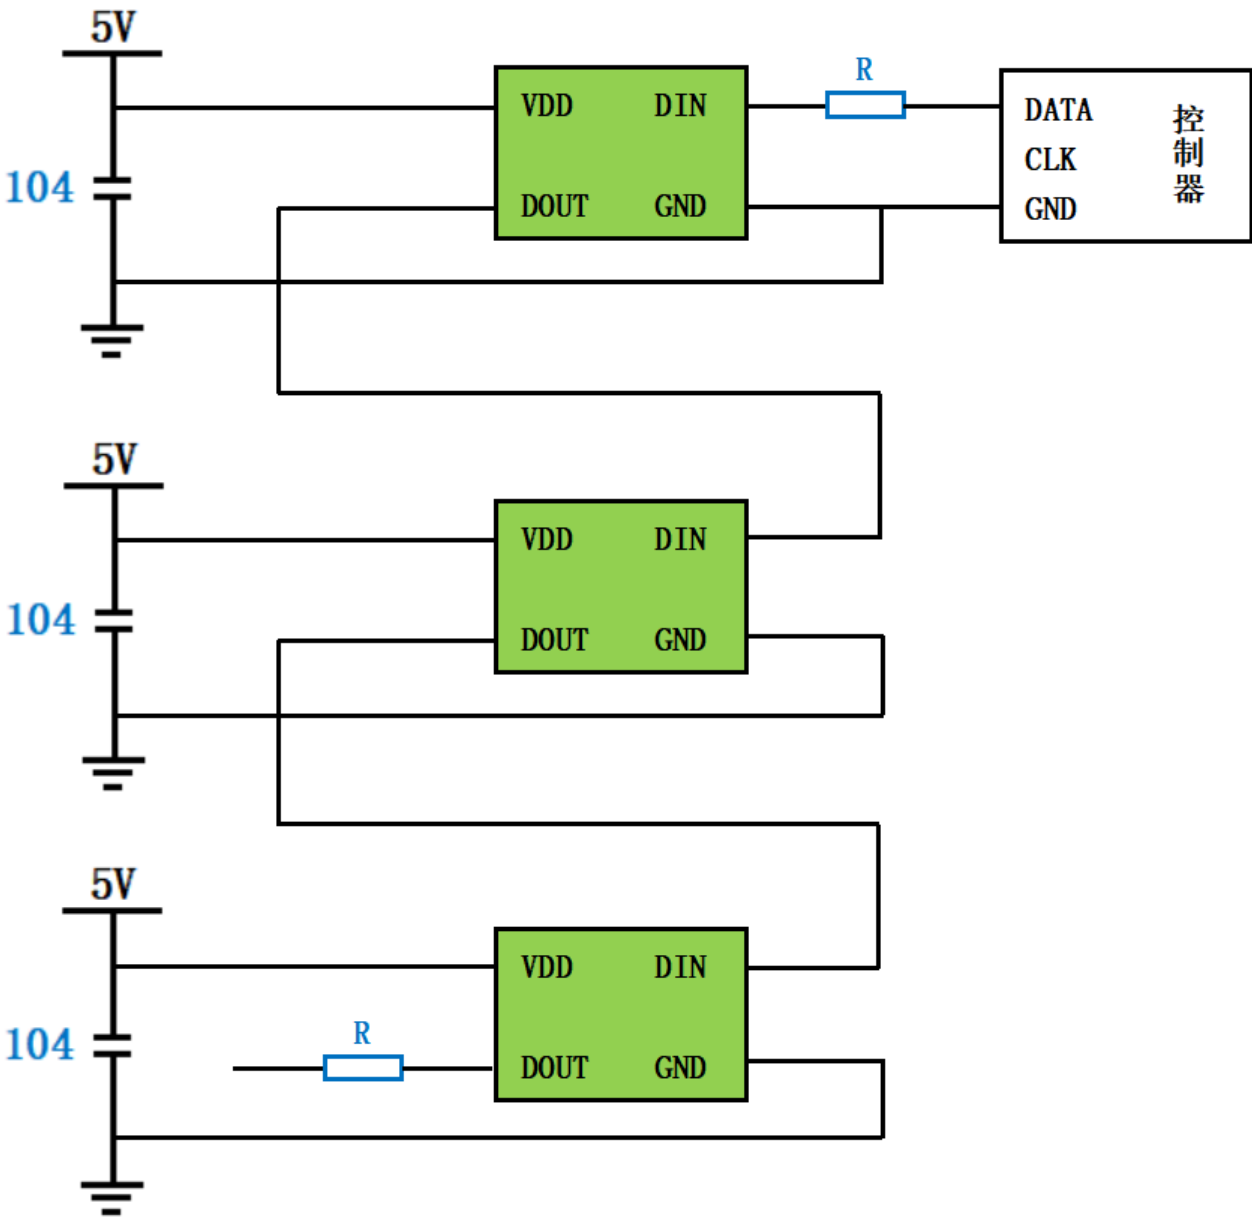 5V
R
VDD DIN
DATA
控制器
104
CLK
DOUT GND
GND
5V
VDD DIN
104
DOUT GND
5V
VDD DIN
104
R
DOUT GND